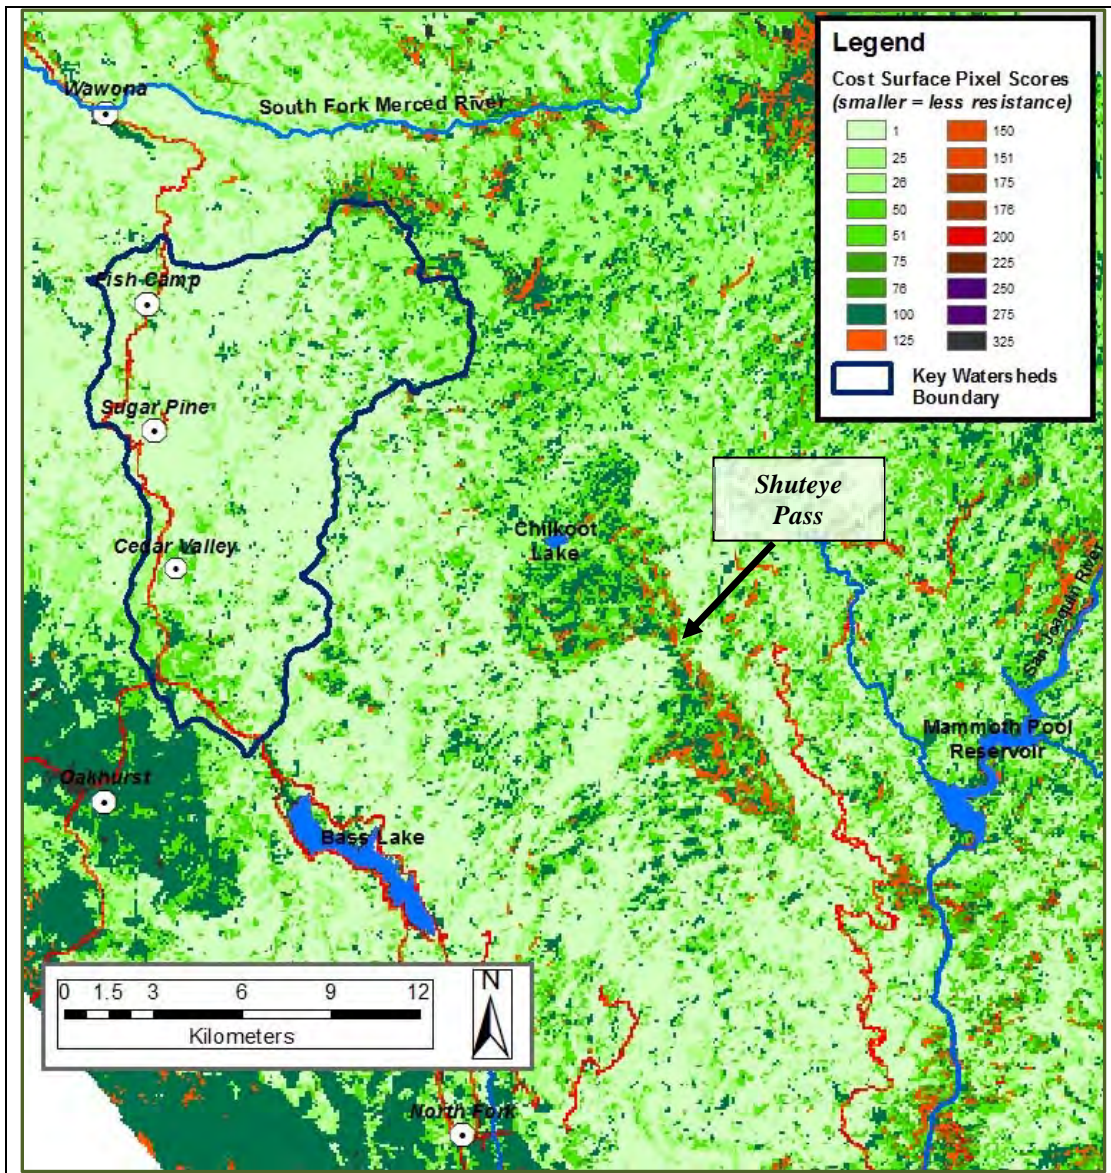 Legend
Cost Surface Pixel Scores
(smaller = less resistance)
1
25
26
50
51
75
76
100
125
150
151
175
176
200
225
250
275
325
Key Watersheds
Boundary
Wawona
South Fork Merced River
Fish Camp
Sugar Pine
Cedar Valley
Chilkoot
Lake
Shuteye
Pass
San Joaquin River
Mammoth Pool
Reservoir
Oakhurst
Bass Lake
0 1.5 3 6 9 12
Kilometers
N
North Fork